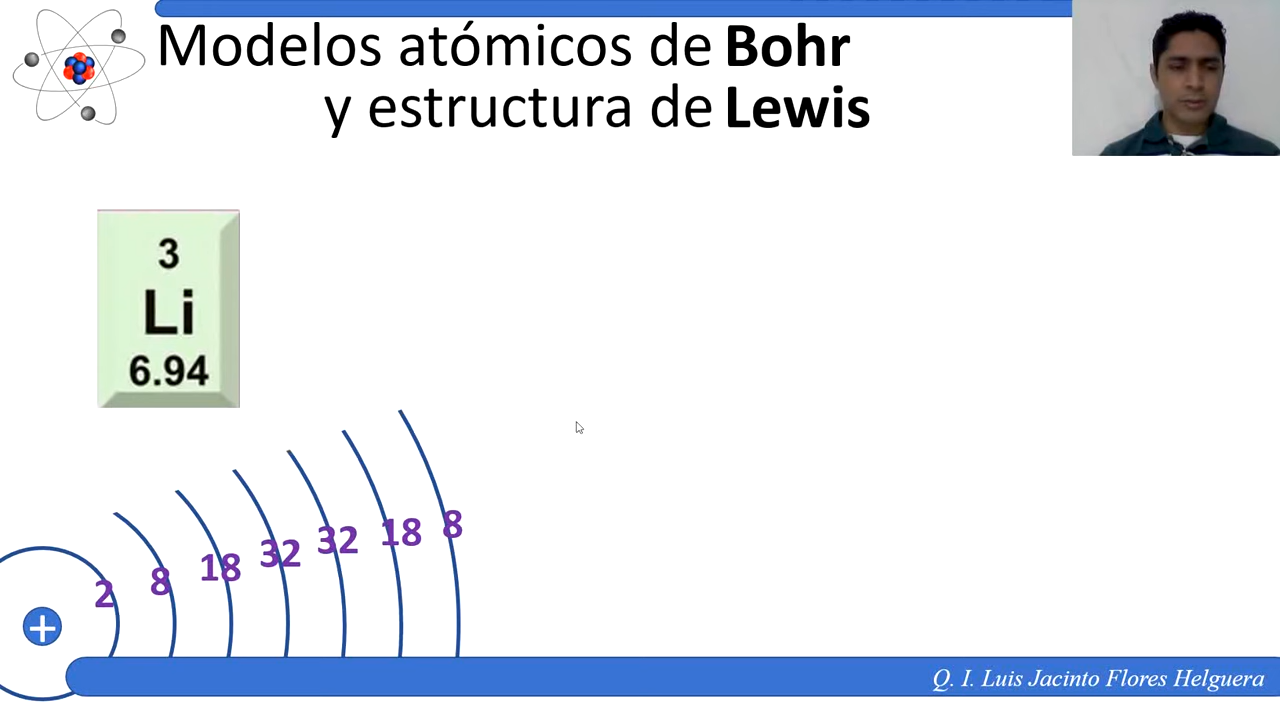 Modelos atómicos de Bohr
y estructura de Lewis
3
Li
6.94
2 8 18 32 32 18 8
+
Q. I. Luis Jacinto Flores Helguera